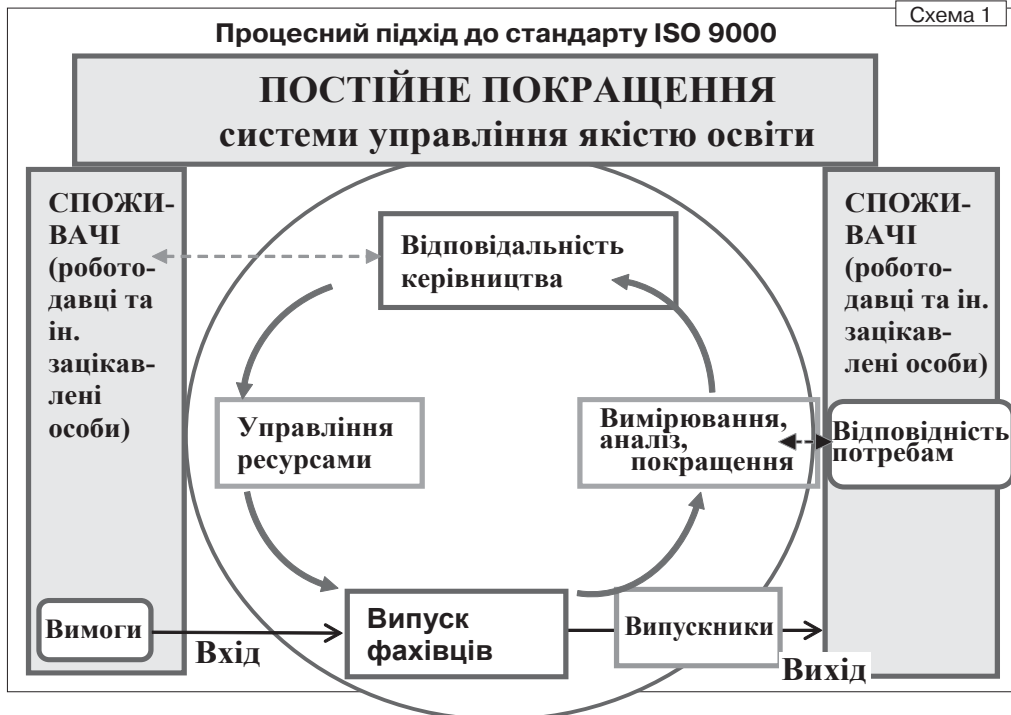 Схема 1
Процесний підхід до стандарту ISO 9000
ПОСТІЙНЕ ПОКРАЩЕННЯ
системи управління якістю освіти
СПОЖИ-
ВАЧІ
(робото-
давці та
ін.
зацікав-
лені
особи)
Вимоги
Вхід
Відповідальність
керівництва
Управління
ресурсами
Вимірювання,
аналіз,
покращення
Випуск
фахівців
Випускники
Вихід
СПОЖИ-
ВАЧІ
(робото-
давці та ін.
зацікав-
лені особи)
Відповідність
потребам